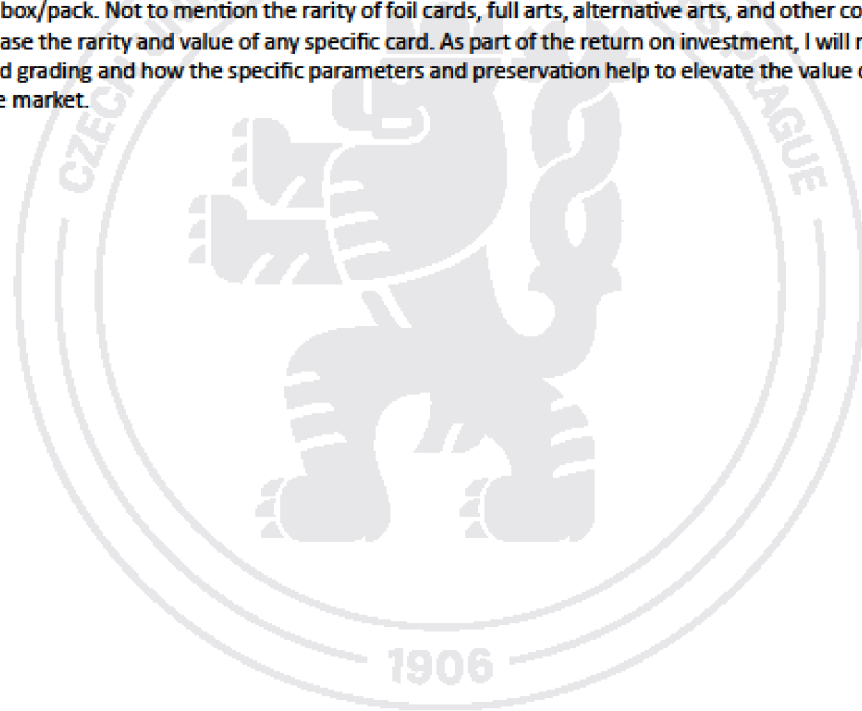 box/pack. Not to mention the rarity of foil cards, full arts, alternative arts, and other co
ase the rarity and value of any specific card. As part of the return on investment, I will
d grading and how the specific parameters and preservation help to elevate the value
e market.
CZECH
PRAGUE
1906